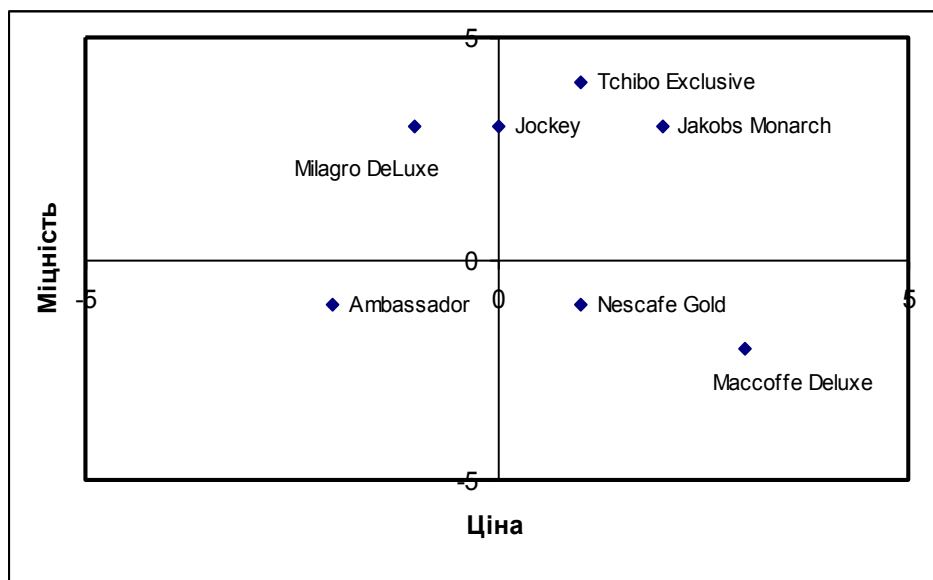 5
Tchibo Exclusive
Jockey
Jakobs Monarch
Milagro DeLuxe
Міцність
0
-5
0
5
Ambassador
Nescafe Gold
Maccoffe Deluxe
-5
Ціна